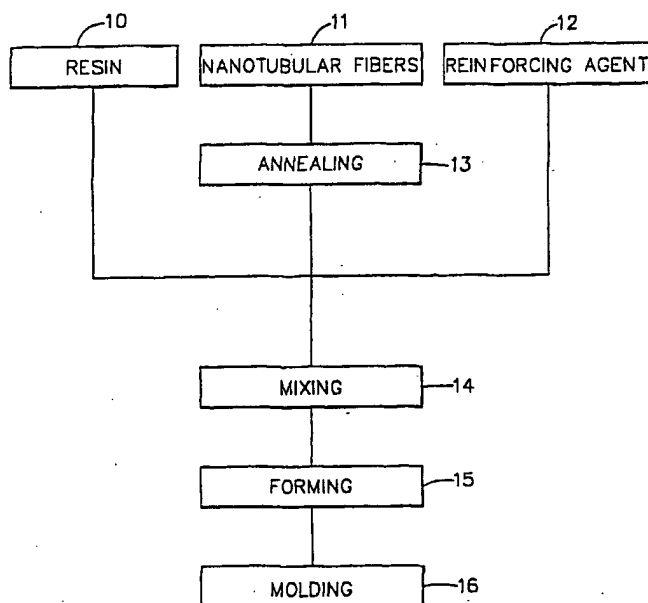 10
11
12
RESIN
NANOTUBULAR FIBERS
REINFORCING AGENT
ANNEALING
13
MIXING
14
FORMING
15
MOLDING
16